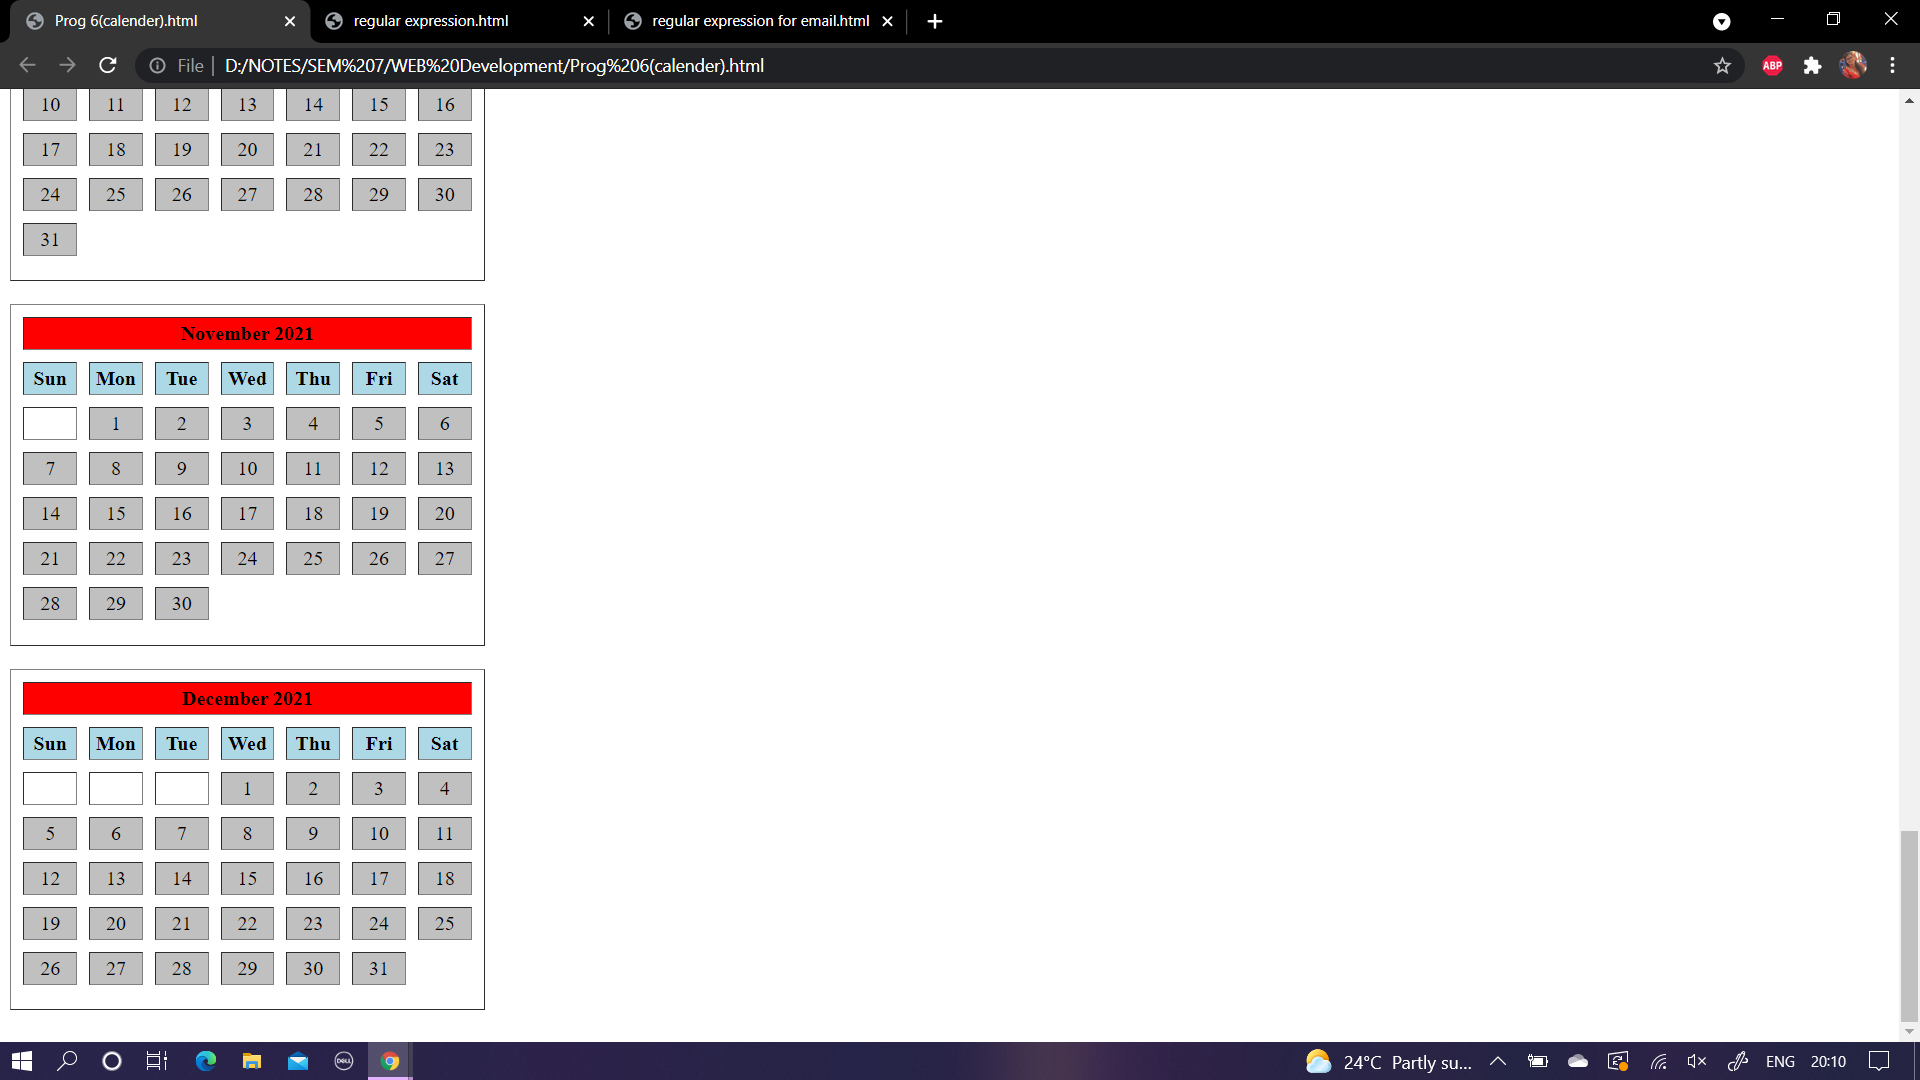 Prog 6(calender).html regular expression.html regular expression for email.html
File D:/NOTES/SEM%207/WEB%20Development/Prog%206(calender).html ABP
10 11 12 13 14 15 16
17 18 19 20 21 22 23
24 25 26 27 28 29 30
31
November 2021
Sun Mon Tue Wed Thu Fri Sat
1 2 3 4 5 6
7 8 9 10 11 12 13
14 15 16 17 18 19 20
21 22 23 24 25 26 27
28 29 30
December 2021
Sun Mon Tue Wed Thu Fri Sat
1 2 3 4
5 6 7 8 9 10 11
12 13 14 15 16 17 18
19 20 21 22 23 24 25
26 27 28 29 30 31
DELL 24°C Partly su... ENG 20:10